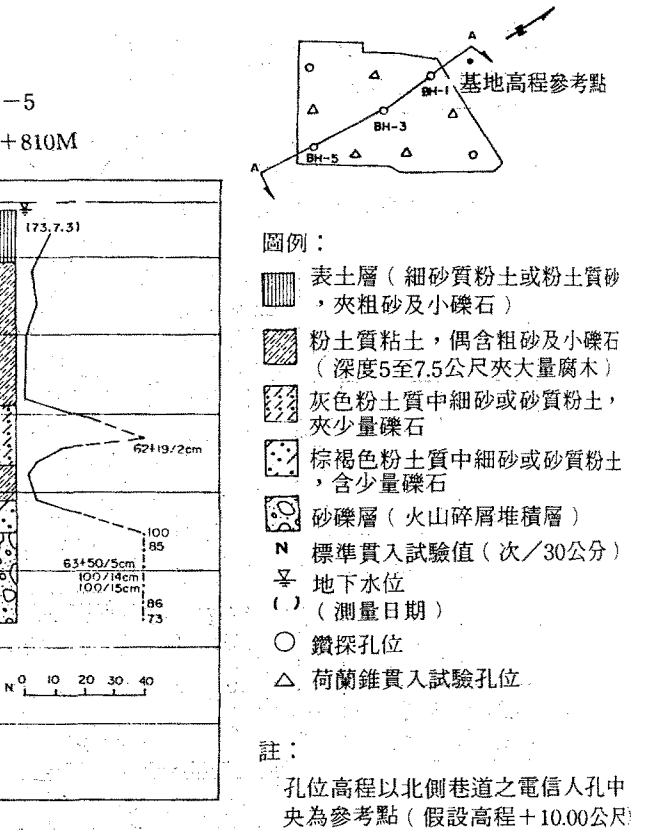 -5
+810M
A
基地高程參考點
BH-1
BH-3
BH-5
A
(73.7.3)
62+19/2cm
100
85
63+50/5cm
100/14cm
100/15cm
86
73
N 0 10 20 30 40
圖例：
表土層（細砂質粉土或粉土質砂
，夾粗砂及小礫石）
粉土質粘土，偶含粗砂及小礫石
（深度5至7.5公尺夾大量腐木）
灰色粉土質中細砂或砂質粉土，
夾少量礫石
棕褐色粉土質中細砂或砂質粉土
，含少量礫石
砂礫層（火山碎屑堆積層）
N 標準貫入試驗值（次／30公分）
地下水位
( ) （測量日期）
鑽探孔位
荷蘭錐貫入試驗孔位
註：
孔位高程以北側巷道之電信人孔中
央為參考點（假設高程＋10.00公尺）